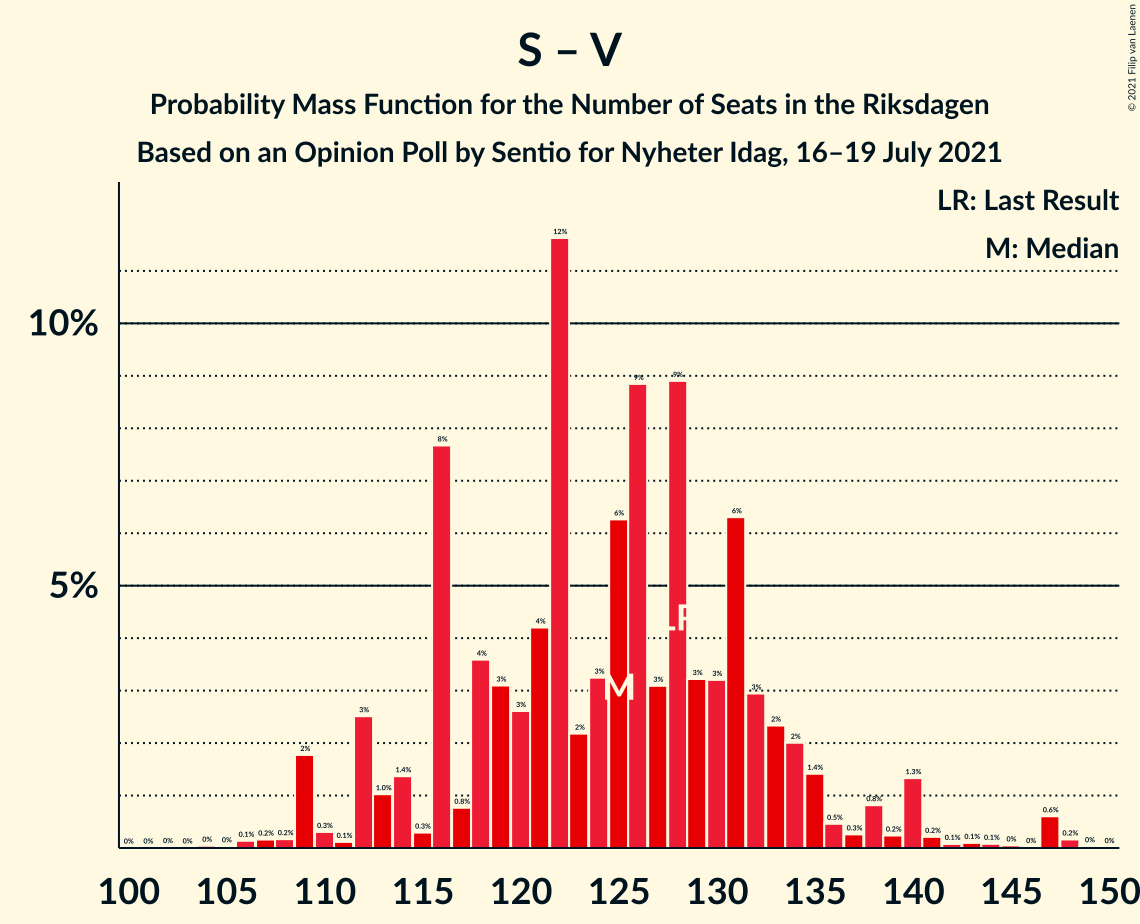 S – V
Probability Mass Function for the Number of Seats in the Riksdagen
Based on an Opinion Poll by Sentio for Nyheter Idag, 16–19 July 2021
© 2021 Filip van Laenen
LR: Last Result
M: Median
10%
5%
0% 0% 0% 0% 0% 0% 0.1% 0.2% 0.2% 2% 0.3% 0.1% 3% 1.0% 1.4% 0.3% 8% 0.8% 4% 3% 3% 4% 12% 2% 3% 6% 9% 3% 9% 3% 3% 6% 3% 2% 2% 1.4% 0.5% 0.3% 0.8% 0.2% 1.3% 0.2% 0.1% 0.1% 0.1% 0% 0% 0.6% 0.2% 0% 0%
LR
M
100 105 110 115 120 125 130 135 140 145 150